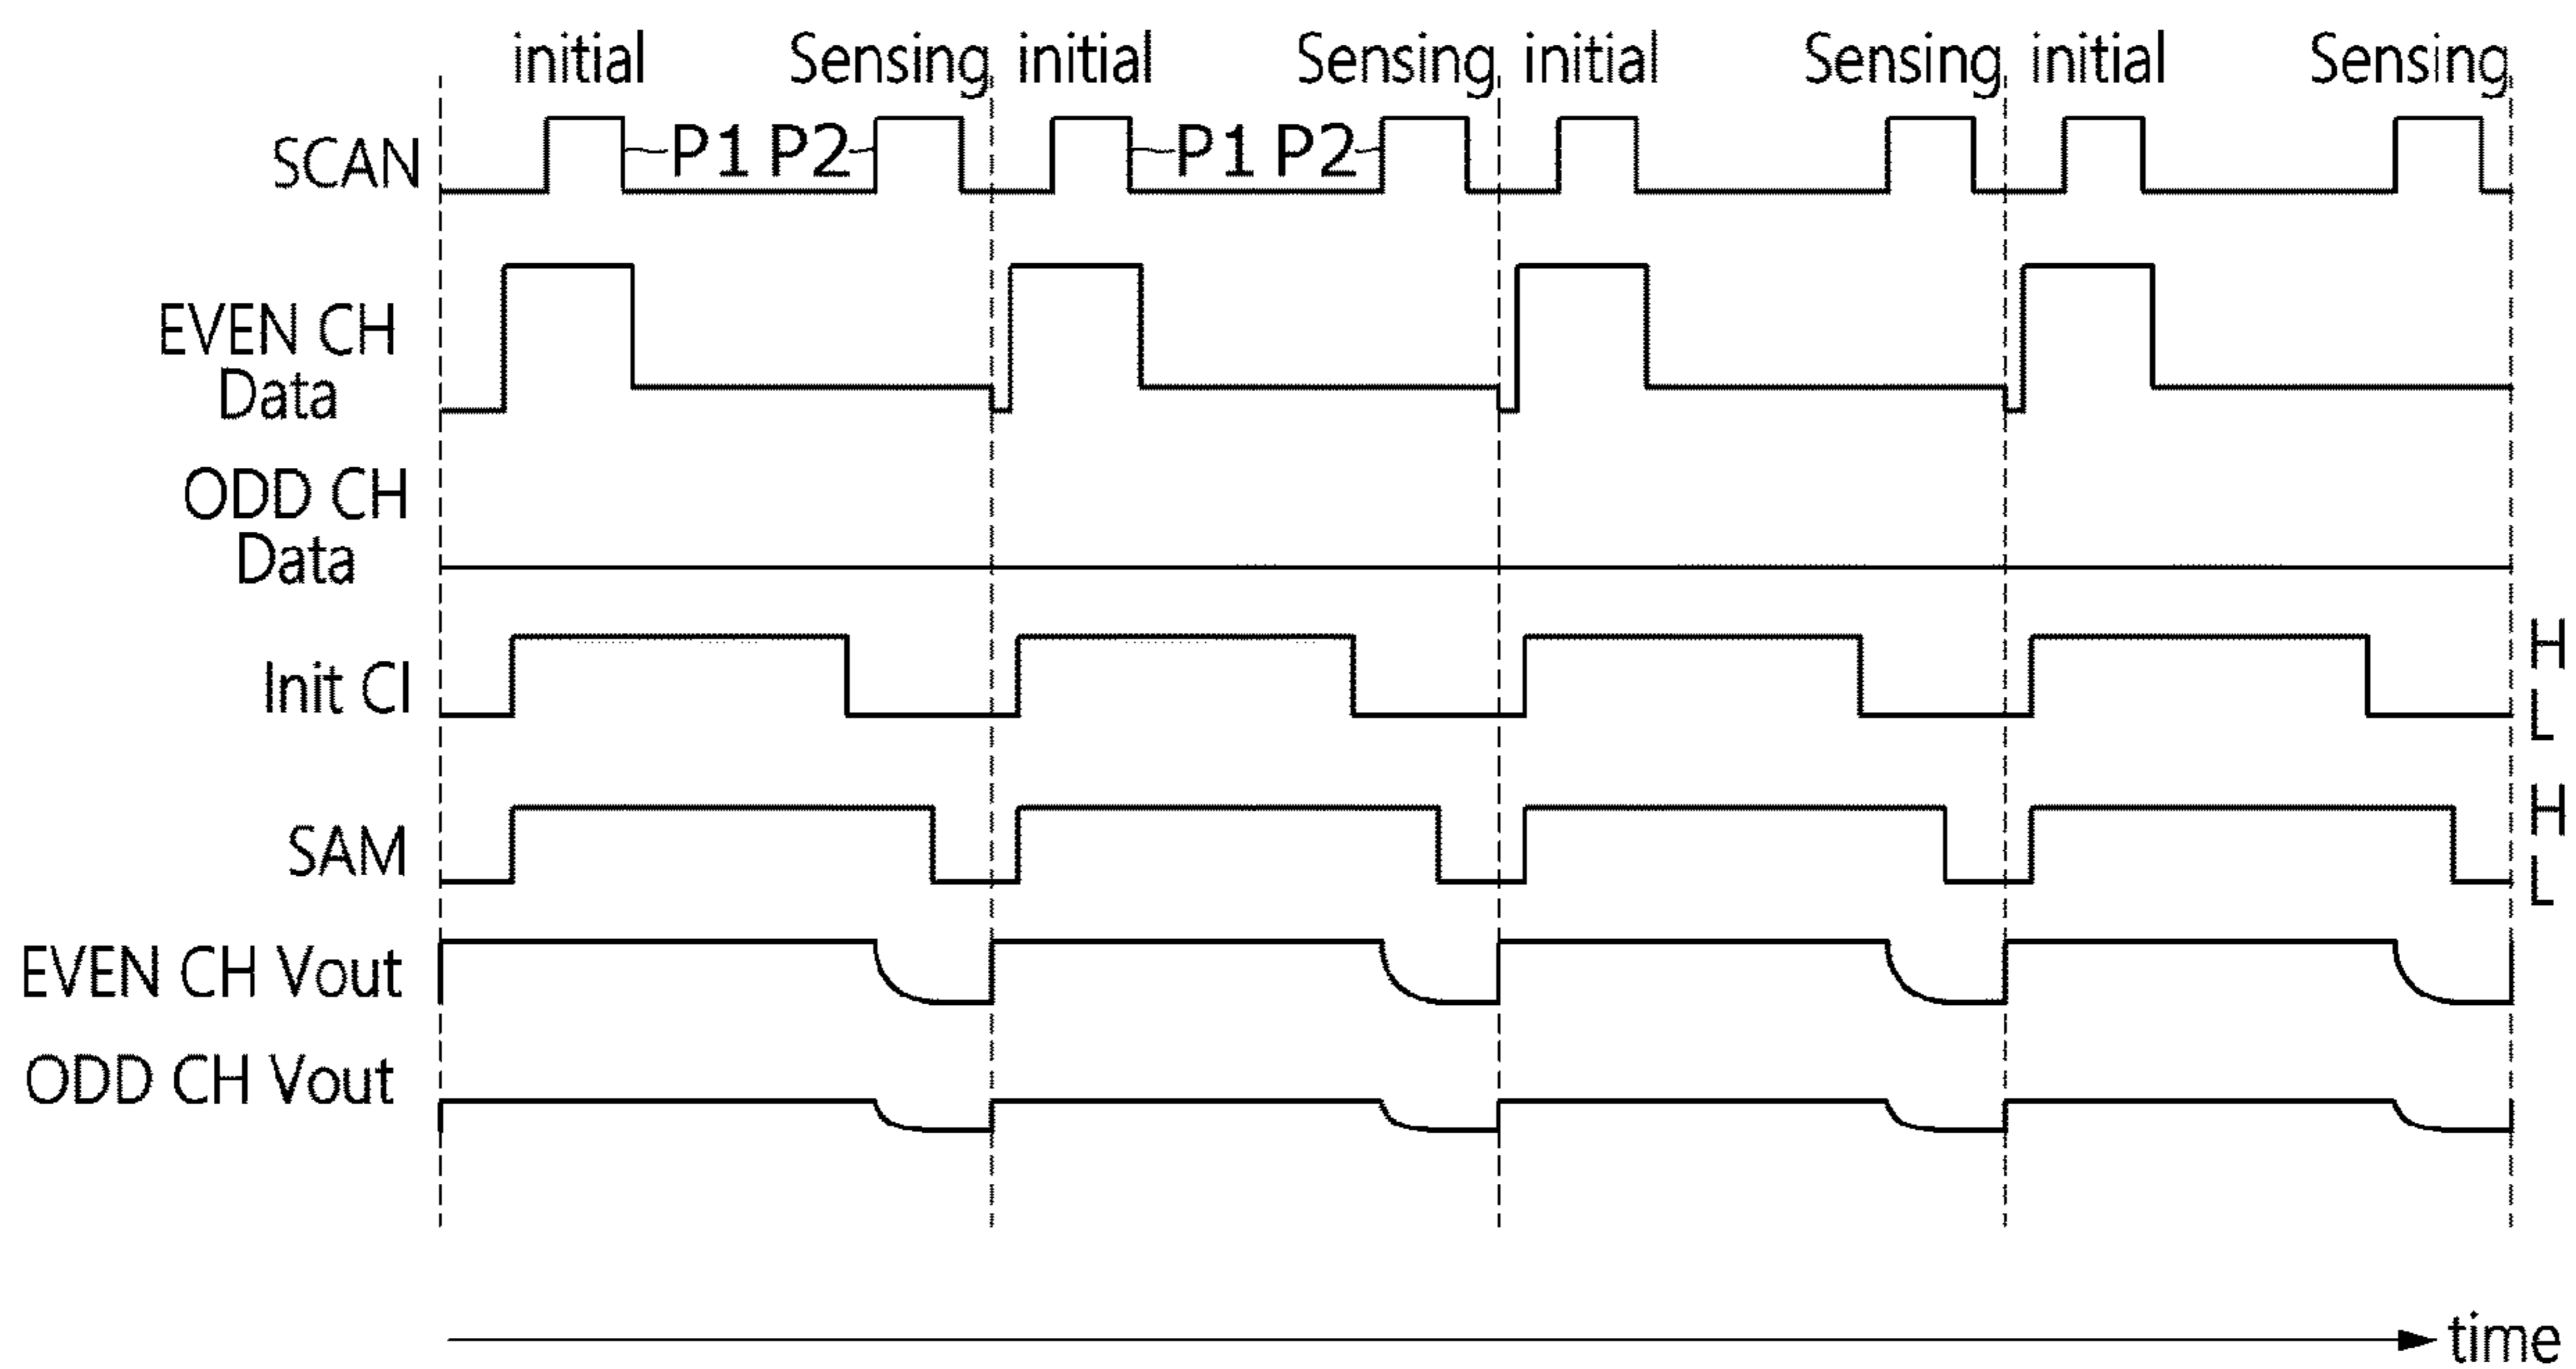 initial Sensing initial Sensing initial Sensing initial Sensing
SCAN P1 P2 P1 P2
EVEN CH
Data
ODD CH
Data
Init CI H
L
SAM H
L
EVEN CH Vout
ODD CH Vout
time